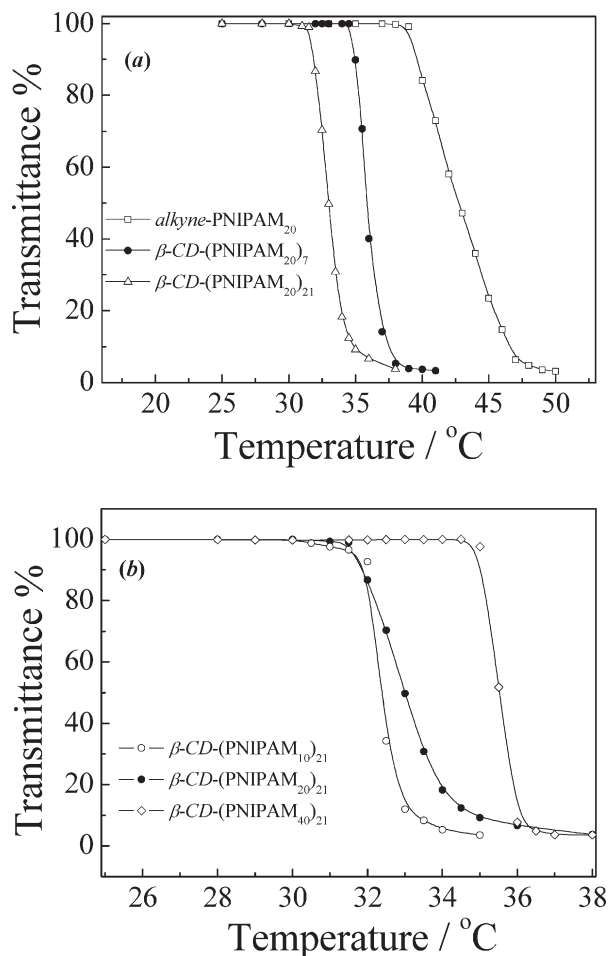 100
80
60
40
20
0
Transmittance %
(a)
alkyne-PNIPAM₂₀
β-CD-(PNIPAM₂₀)₇
β-CD-(PNIPAM₂₀)₂₁
20 25 30 35 40 45 50
Temperature / °C
100
80
60
40
20
0
Transmittance %
(b)
β-CD-(PNIPAM₁₀)₂₁
β-CD-(PNIPAM₂₀)₂₁
β-CD-(PNIPAM₄₀)₂₁
26 28 30 32 34 36 38
Temperature / °C